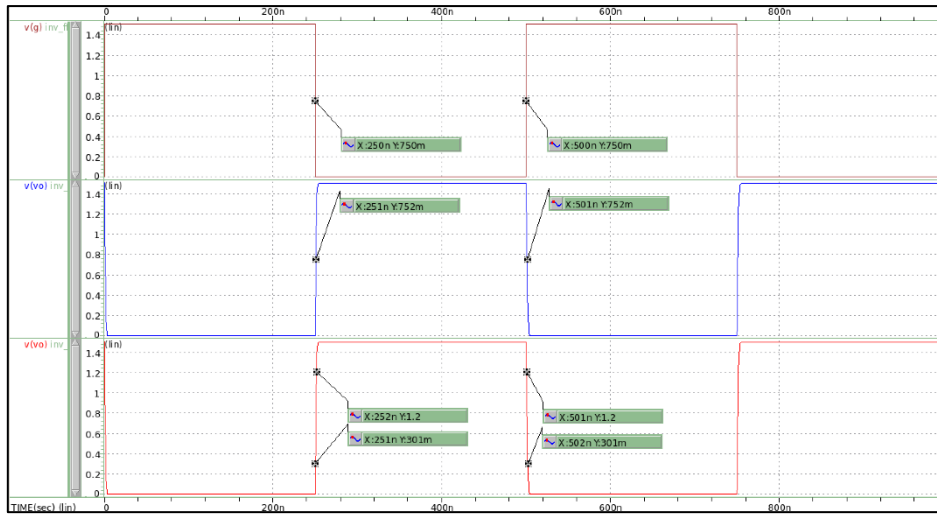 0 200n 400n 600n 800n
v(g) inv_fl (lin)
1.4
1.2
1
0.8
0.6
0.4
0.2
0
X:250n Y:750m X:500n Y:750m
v(vo) inv_ (lin)
1.4
1.2
1
0.8
0.6
0.4
0.2
0
X:251n Y:752m X:501n Y:752m
v(vo) inv_ (lin)
1.4
1.2
1
0.8
0.6
0.4
0.2
0
X:252n Y:1.2 X:501n Y:1.2
X:251n Y:301m X:502n Y:301m
TIME(sec) (lin) 200n 400n 600n 800n